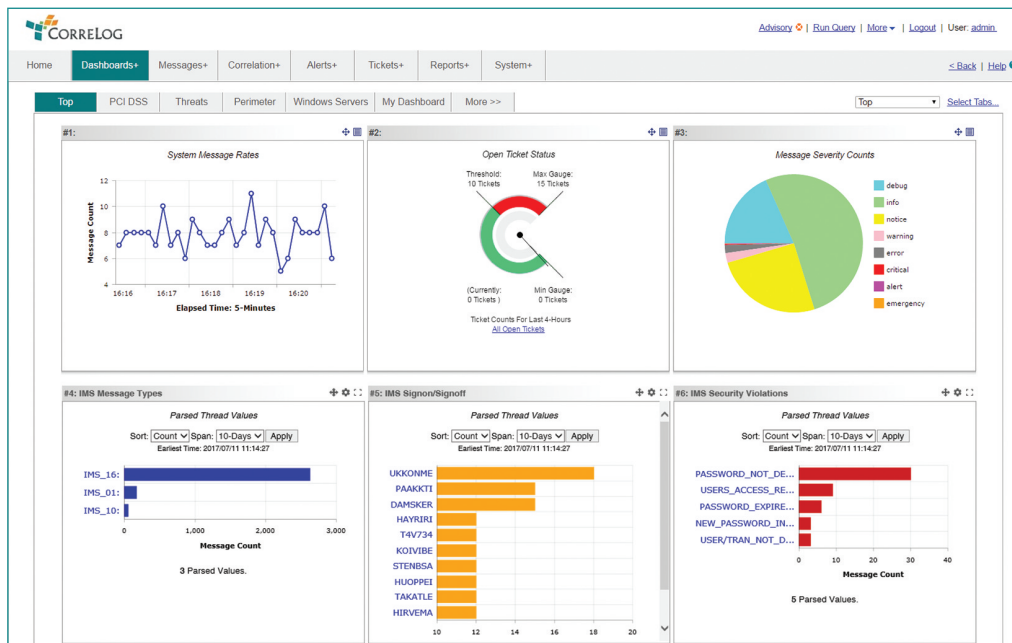 CorreLog
Advisory | Run Query | More | Logout | User: admin
Home Dashboards+ Messages+ Correlation+ Alerts+ Tickets+ Reports+ System+ < Back | Help
Top PCI DSS Threats Perimeter Windows Servers My Dashboard More >> Top Select Tabs...
#1:
System Message Rates
Message Count
12
10
8
6
4
16:16 16:17 16:18 16:19 16:20
Elapsed Time: 5-Minutes
#2:
Open Ticket Status
Threshold: Max Gauge:
10 Tickets 15 Tickets
(Currently: Min Gauge:
0 Tickets ) 0 Tickets
Ticket Counts For Last 4-Hours
All Open Tickets
#3:
Message Severity Counts
debug
info
notice
warning
error
critical
alert
emergency
#4: IMS Message Types
Parsed Thread Values
Sort: Count Span: 10-Days Apply
Earliest Time: 2017/07/11 11:14:27
IMS_16:
IMS_01:
IMS_10:
0 1,000 2,000 3,000
Message Count
3 Parsed Values.
#5: IMS Signon/Signoff
Parsed Thread Values
Sort: Count Span: 10-Days Apply
Earliest Time: 2017/07/11 11:14:27
UKKONME
PAAKKTI
DAMSKER
HAYRIRI
T4V734
KOIVIBE
STENBSA
HUOPPEI
TAKATLE
HIRVEMA
10 12 14 16 18 20
#6: IMS Security Violations
Parsed Thread Values
Sort: Count Span: 10-Days Apply
Earliest Time: 2017/07/11 11:14:27
PASSWORD_NOT_DE...
USERS_ACCESS_RE...
PASSWORD_EXPIRE...
NEW_PASSWORD_IN...
USER/TRAN_NOT_D...
0 10 20 30 40
Message Count
5 Parsed Values.